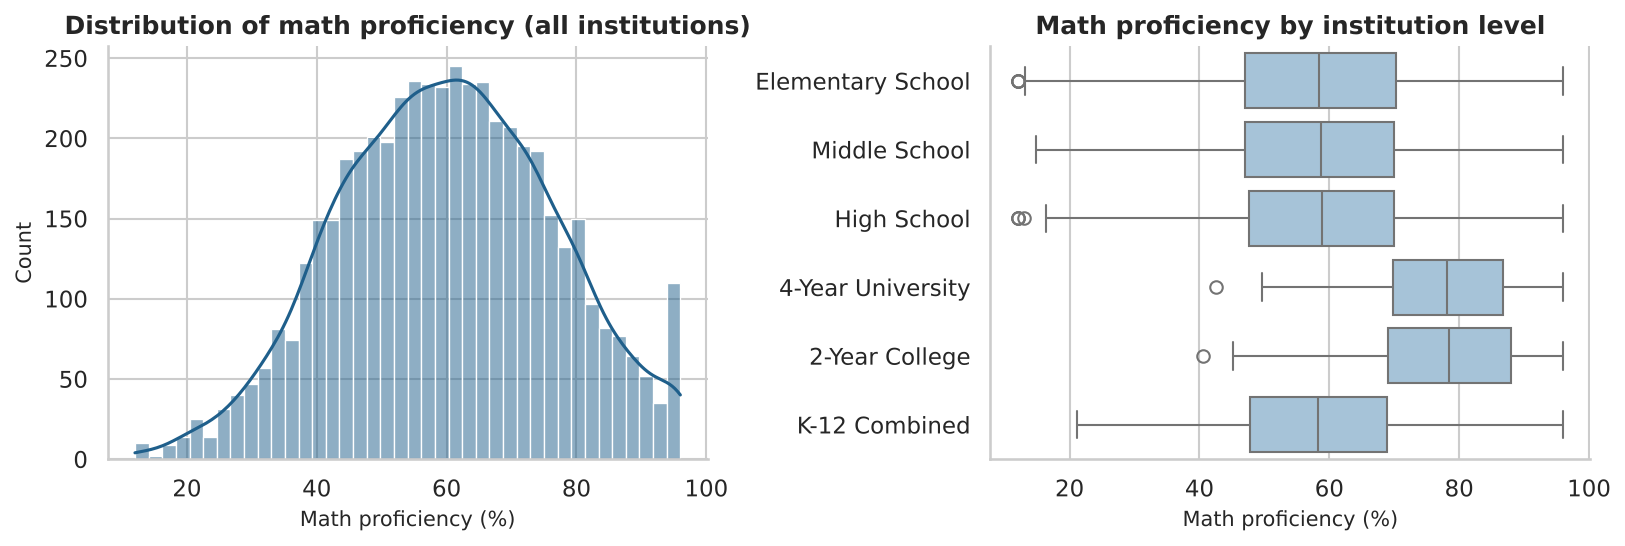 Distribution of math proficiency (all institutions)
250
200
150
100
50
0
Count
20 40 60 80 100
Math proficiency (%)
Math proficiency by institution level
Elementary School
Middle School
High School
4-Year University
2-Year College
K-12 Combined
20 40 60 80 100
Math proficiency (%)